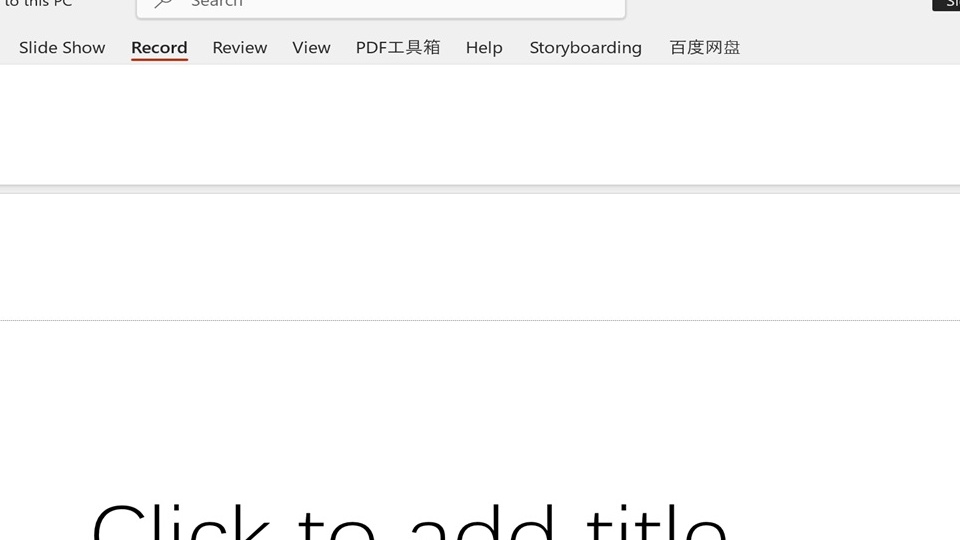 to this PC
Search
Slide Show Record Review View PDF工具箱 Help Storyboarding 百度网盘
Click to add title